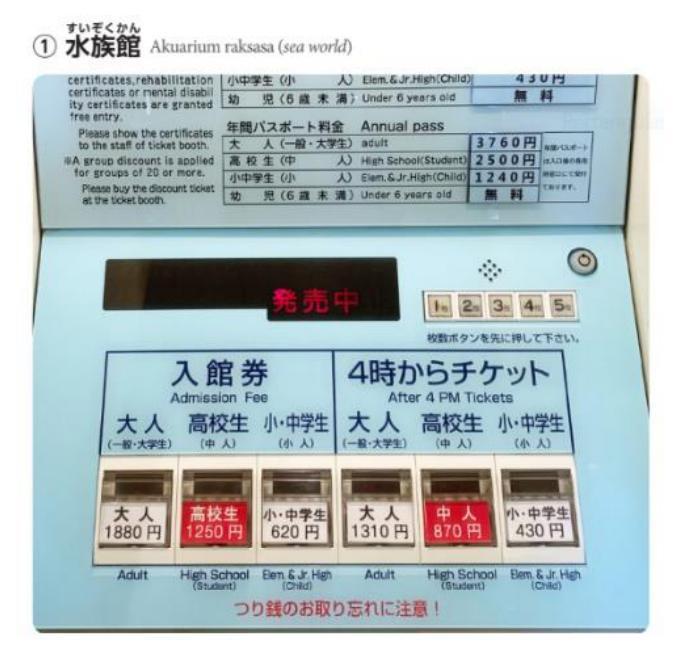 すいぞくかん
① 水族館 Akuarium raksasa (sea world)
certificates,rehabilitation
certificates or mental disabil
ity certificates are granted
free entry.
Please show the certificates
to the staff of ticket booth.
※A group discount is applied
for groups of 20 or more.
Please buy the discount ticket
at the ticket booth.
小中学生(小 人) Elem.&Jr.High(Child) 430円
幼 児(6歳未満) Under 6 years old 無料
年間パスポート料金 Annual pass
大 人(一般・大学生) adult 3760円
高校生(中 人) High School(Student) 2500円
小中学生(小 人) Elem.&Jr.High(Child) 1240円
幼 児(6歳未満) Under 6 years old 無料
年間パスポート
発売中
1枚 2枚 3枚 4枚 5枚
枚数ボタンを先に押して下さい。
入館券 4時からチケット
Admission Fee After 4 PM Tickets
大人 高校生 小・中学生 大人 高校生 小・中学生
(一般・大学生) (中人) (小人) (一般・大学生) (中人) (小人)
大人 高校生 小・中学生 大人 中人 小・中学生
1880円 1250円 620円 1310円 870円 430円
Adult High School Elem. & Jr. High Adult High School Elem. & Jr. High
(Student) (Child) (Student) (Child)
つり銭のお取り忘れに注意!